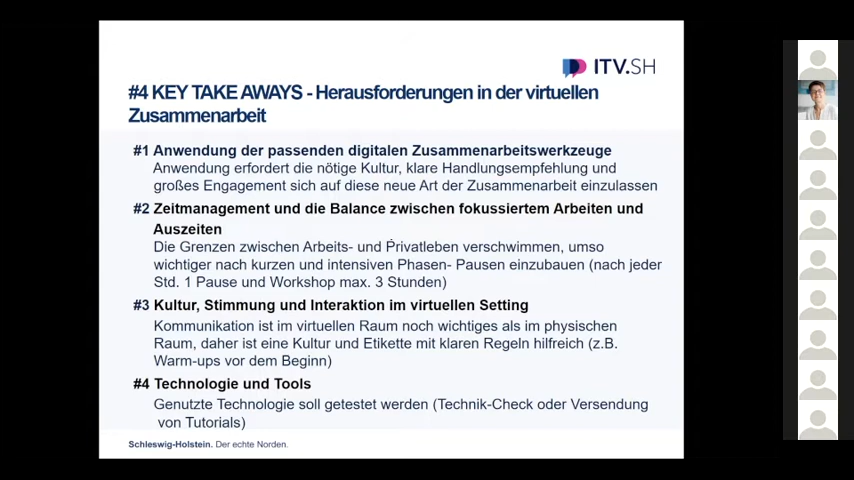 ITV.SH
#4 KEY TAKE AWAYS - Herausforderungen in der virtuellen
Zusammenarbeit
#1 Anwendung der passenden digitalen Zusammenarbeitswerkzeuge
Anwendung erfordert die nötige Kultur, klare Handlungsempfehlung und
großes Engagement sich auf diese neue Art der Zusammenarbeit einzulassen
#2 Zeitmanagement und die Balance zwischen fokussiertem Arbeiten und
Auszeiten
Die Grenzen zwischen Arbeits- und Privatleben verschwimmen, umso
wichtiger nach kurzen und intensiven Phasen- Pausen einzubauen (nach jeder
Std. 1 Pause und Workshop max. 3 Stunden)
#3 Kultur, Stimmung und Interaktion im virtuellen Setting
Kommunikation ist im virtuellen Raum noch wichtiges als im physischen
Raum, daher ist eine Kultur und Etikette mit klaren Regeln hilfreich (z.B.
Warm-ups vor dem Beginn)
#4 Technologie und Tools
Genutzte Technologie soll getestet werden (Technik-Check oder Versendung
von Tutorials)
Schleswig-Holstein. Der echte Norden.